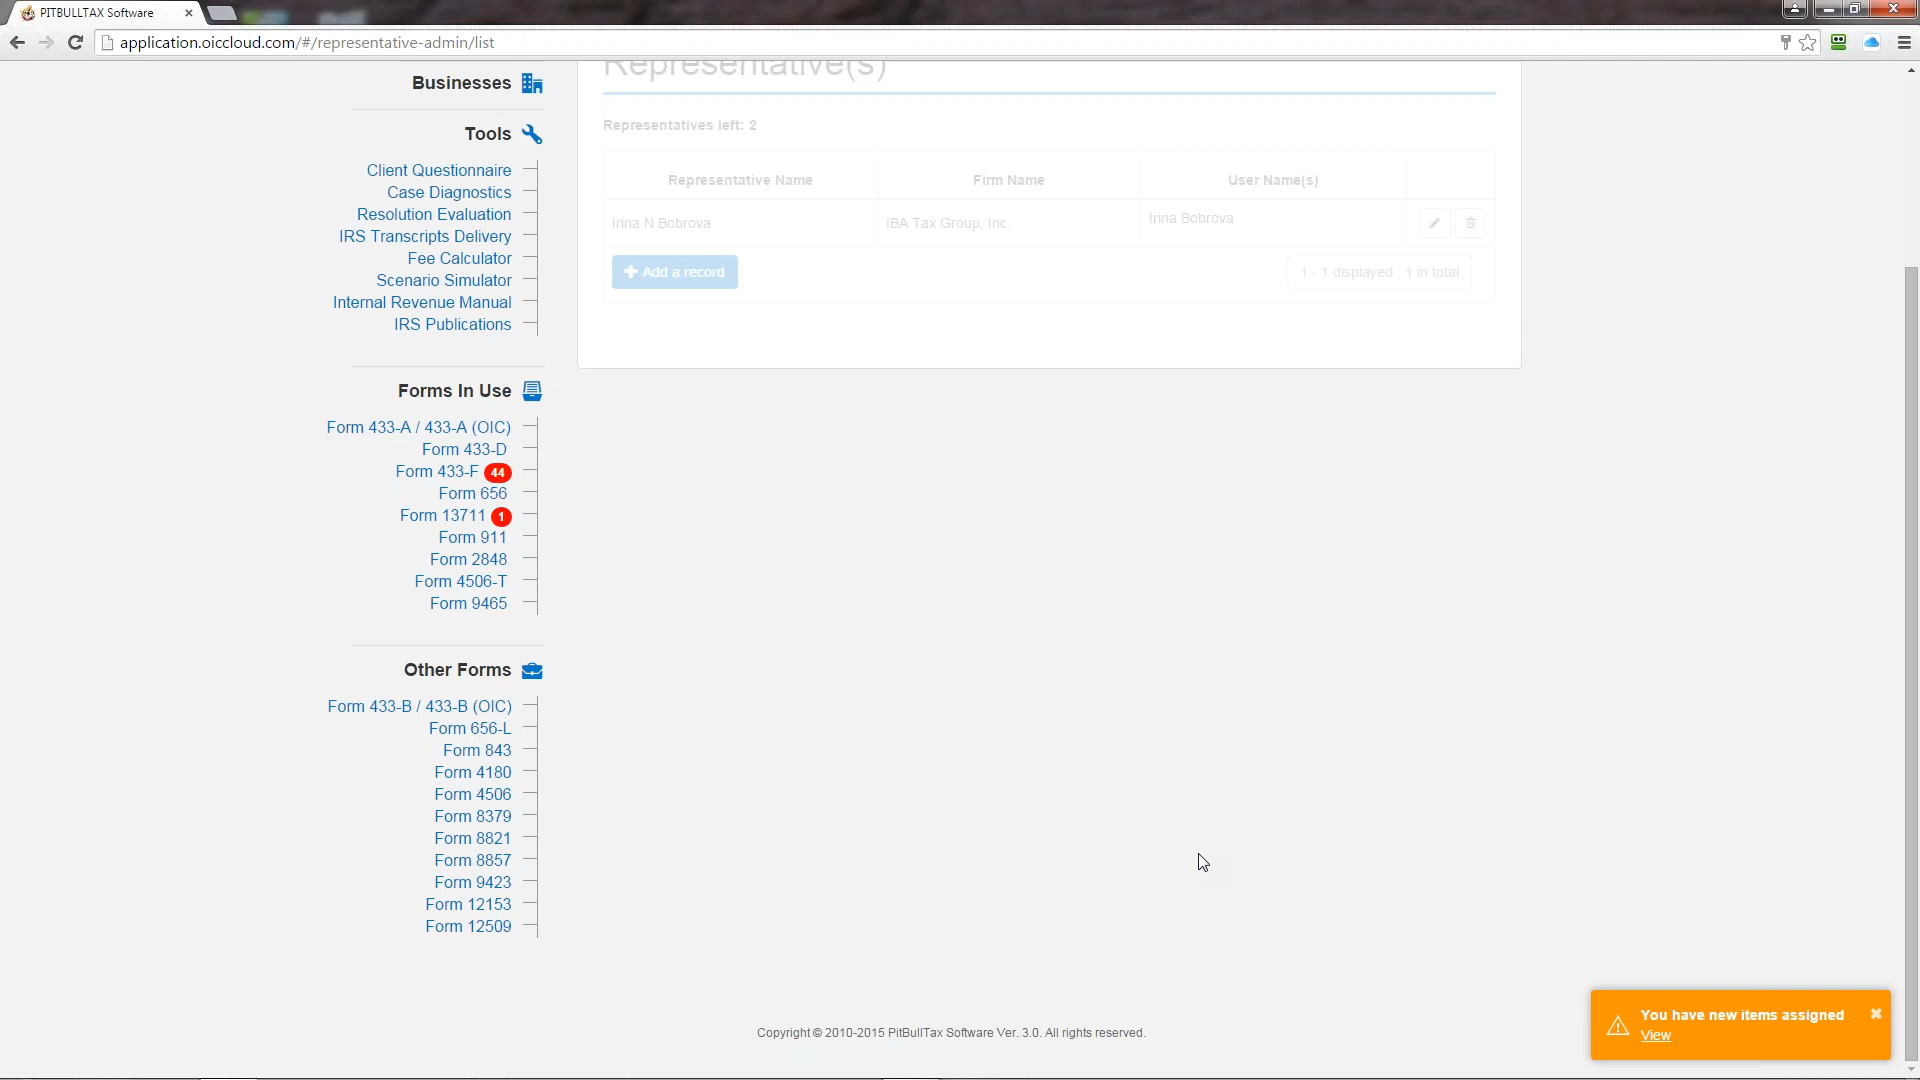 PITBULLTAX Software
application.oiccloud.com/#/representative-admin/list
Businesses
Tools
Client Questionnaire
Case Diagnostics
Resolution Evaluation
IRS Transcripts Delivery
Fee Calculator
Scenario Simulator
Internal Revenue Manual
IRS Publications
Forms In Use
Form 433-A / 433-A (OIC)
Form 433-D
Form 433-F 44
Form 656
Form 13711 1
Form 911
Form 2848
Form 4506-T
Form 9465
Other Forms
Form 433-B / 433-B (OIC)
Form 656-L
Form 843
Form 4180
Form 4506
Form 8379
Form 8821
Form 8857
Form 9423
Form 12153
Form 12509
Representative(s)
Representatives left: 2
Representative Name Firm Name User Name(s)
Irina N Bobrova IBA Tax Group, Inc. Irina Bobrova
Add a record 1 - 1 displayed , 1 in total
Copyright © 2010-2015 PitBullTax Software Ver. 3.0. All rights reserved.
You have new items assigned
View